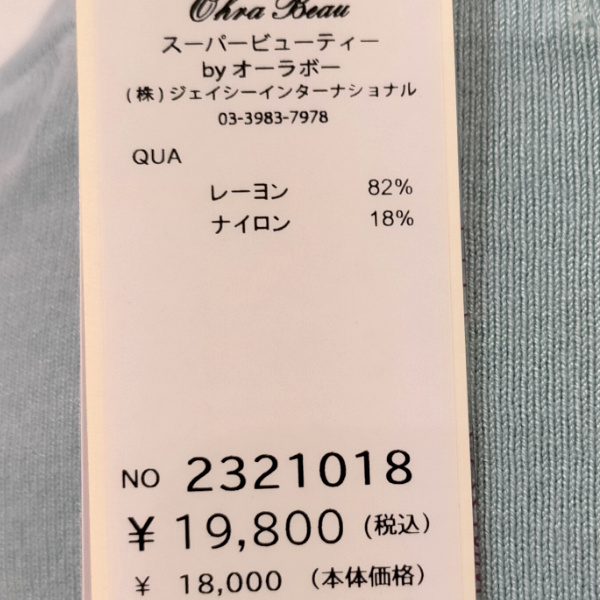 Ohra Beau
スーパービューティー
by オーラボー
(株)ジェイシーインターナショナル
03-3983-7978
QUA
レーヨン 82%
ナイロン 18%
NO 2321018
¥ 19,800 (税込)
¥ 18,000 (本体価格)